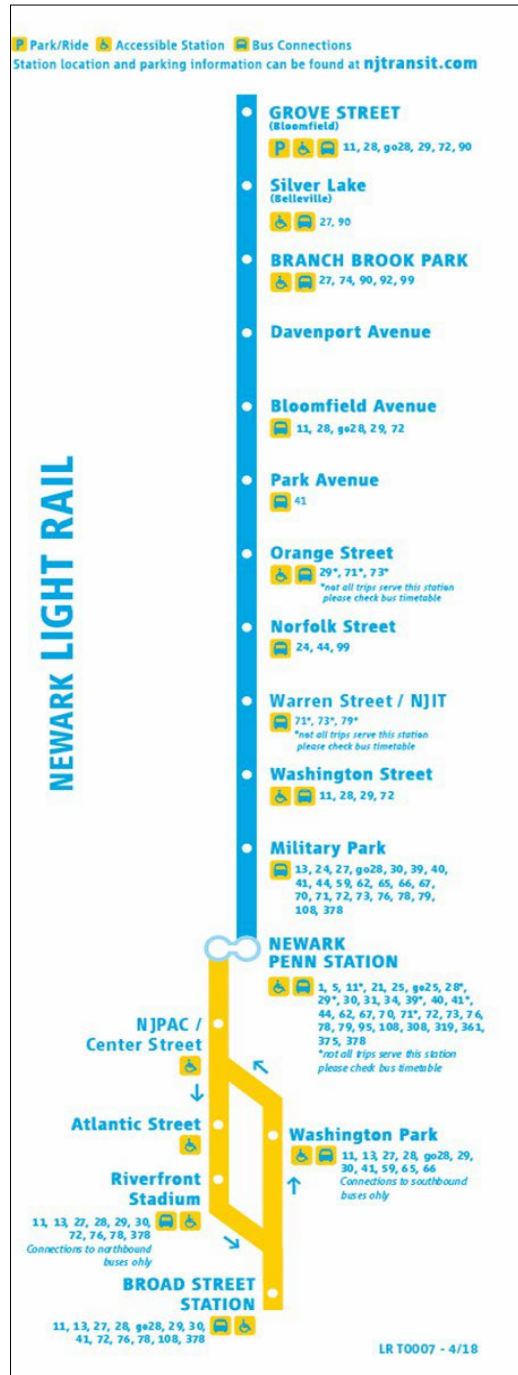 P Park/Ride Accessible Station Bus Connections
Station location and parking information can be found at njtransit.com
NEWARK LIGHT RAIL
GROVE STREET
(Bloomfield)
P 11, 28, go28, 29, 72, 90
Silver Lake
(Belleville)
27, 90
BRANCH BROOK PARK
27, 74, 90, 92, 99
Davenport Avenue
Bloomfield Avenue
11, 28, go28, 29, 72
Park Avenue
41
Orange Street
29*, 71*, 73*
*not all trips serve this station
please check bus timetable
Norfolk Street
24, 44, 99
Warren Street / NJIT
71*, 73*, 79*
*not all trips serve this station
please check bus timetable
Washington Street
11, 28, 29, 72
Military Park
13, 24, 27, go28, 30, 39, 40,
41, 44, 59, 62, 65, 66, 67,
70, 71, 72, 73, 76, 78, 79,
108, 378
NEWARK
PENN STATION
1, 5, 11*, 21, 25, go25, 28*,
29*, 30, 31, 34, 39*, 40, 41*,
44, 62, 67, 70, 71*, 72, 73, 76,
78, 79, 95, 108, 308, 319, 361,
375, 378
*not all trips serve this station
please check bus timetable
NJPAC /
Center Street
Atlantic Street
Washington Park
11, 13, 27, 28, go28, 29,
30, 41, 59, 65, 66
Connections to southbound
buses only
Riverfront
Stadium
11, 13, 27, 28, 29, 30,
72, 76, 78, 378
Connections to northbound
buses only
BROAD STREET
STATION
11, 13, 27, 28, go28, 29, 30,
41, 72, 76, 78, 108, 378
LR T0007 - 4/18